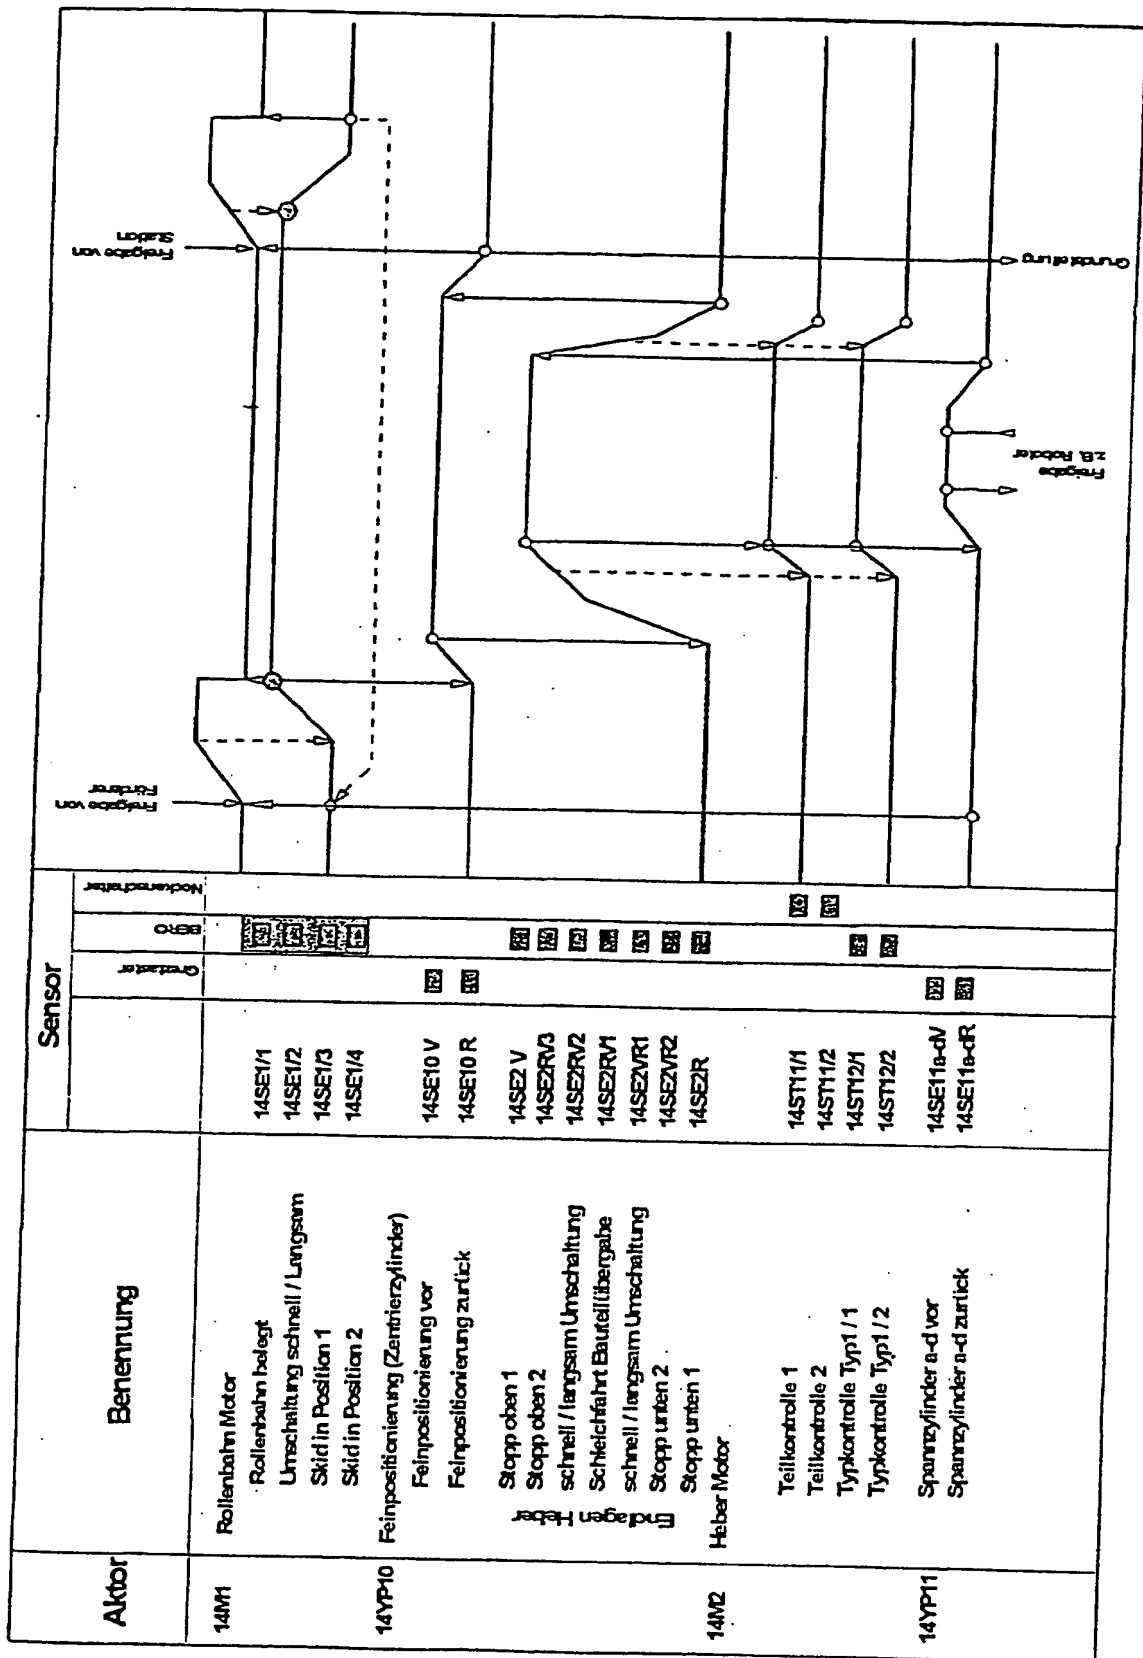 Aktor
Benennung
Sensor
BERO
Nockenschalter
14M1
Rollenbahn Motor
Rollenbahn belegt
14SE1/1
Umschaltung schnell / Langsam
14SE1/2
Skid in Position 1
14SE1/3
Skid in Position 2
14SE1/4
14YP10
Feinpositionierung (Zentrierzylinder)
Feinpositionierung vor
14SE10 V
Feinpositionierung zurück
14SE10 R
Endlagen Heber
Stopp oben 1
14SE2 V
Stopp oben 2
14SE2RV3
schnell / langsam Umschaltung
14SE2RV2
Schleichfahrt Bauteilübergabe
14SE2RV1
schnell / langsam Umschaltung
14SE2VR1
Stopp unten 2
14SE2VR2
Stopp unten 1
14SE2R
14M2
Heber Motor
Teilkontrolle 1
14ST11/1
Teilkontrolle 2
14ST11/2
Typkontrolle Typ1 / 1
14ST12/1
Typkontrolle Typ1 / 2
14ST12/2
14YP11
Spannzylinder a-d vor
14SE11a-dV
Spannzylinder a-d zurück
14SE11a-dR
Freigabe von
Förderer
Freigabe von
Station
Freigabe
z.B. Roboter
Grundstellung